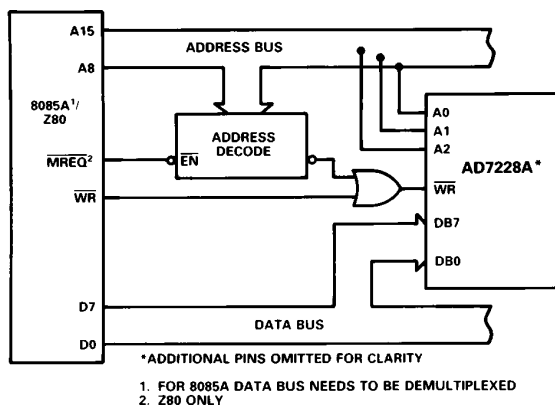 A15
ADDRESS BUS
A8
8085A¹/
Z80
ADDRESS
DECODE
EN
MREQ²
WR
A0
A1
A2
AD7228A*
WR
DB7
DB0
D7
DATA BUS
D0
*ADDITIONAL PINS OMITTED FOR CLARITY
1. FOR 8085A DATA BUS NEEDS TO BE DEMULTIPLEXED
2. Z80 ONLY